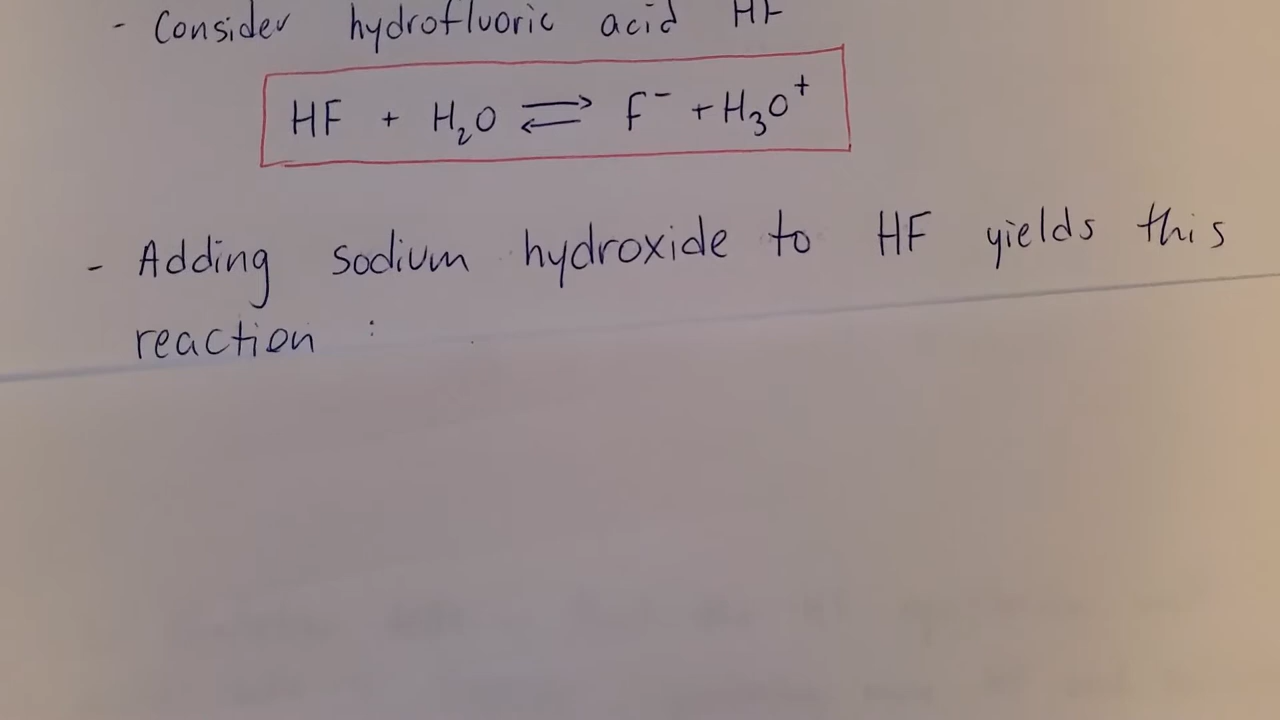 - Consider hydrofluoric acid HF
HF + H₂O ⇌ F⁻ + H₃O⁺
- Adding sodium hydroxide to HF yields this
reaction :